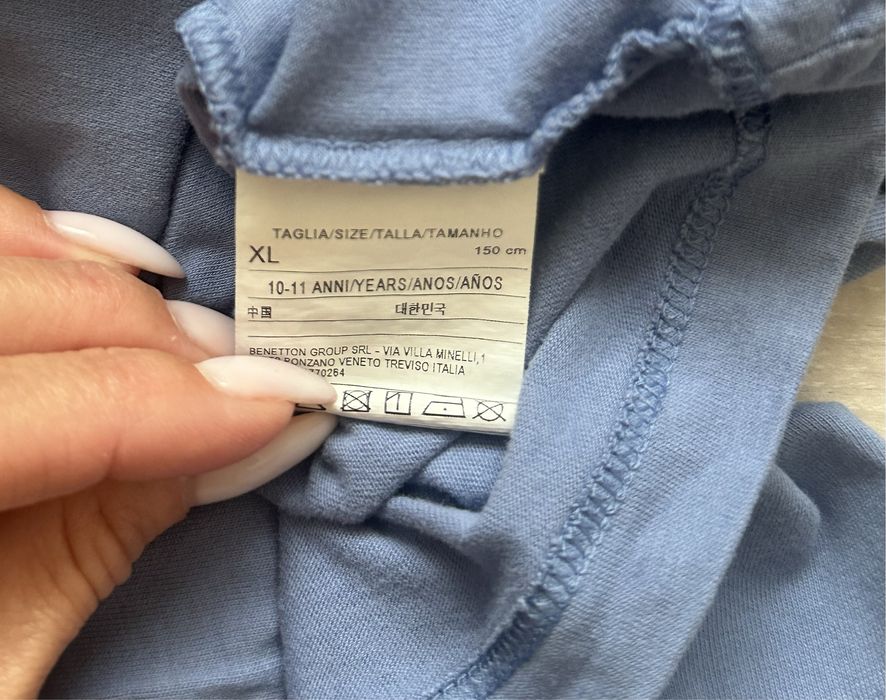 TAGLIA/SIZE/TALLA/TAMANHO
XL 150 cm
10-11 ANNI/YEARS/ANOS/AÑOS
中国 대한민국
BENETTON GROUP SRL - VIA VILLA MINELLI,1
PONZANO VENETO TREVISO ITALIA